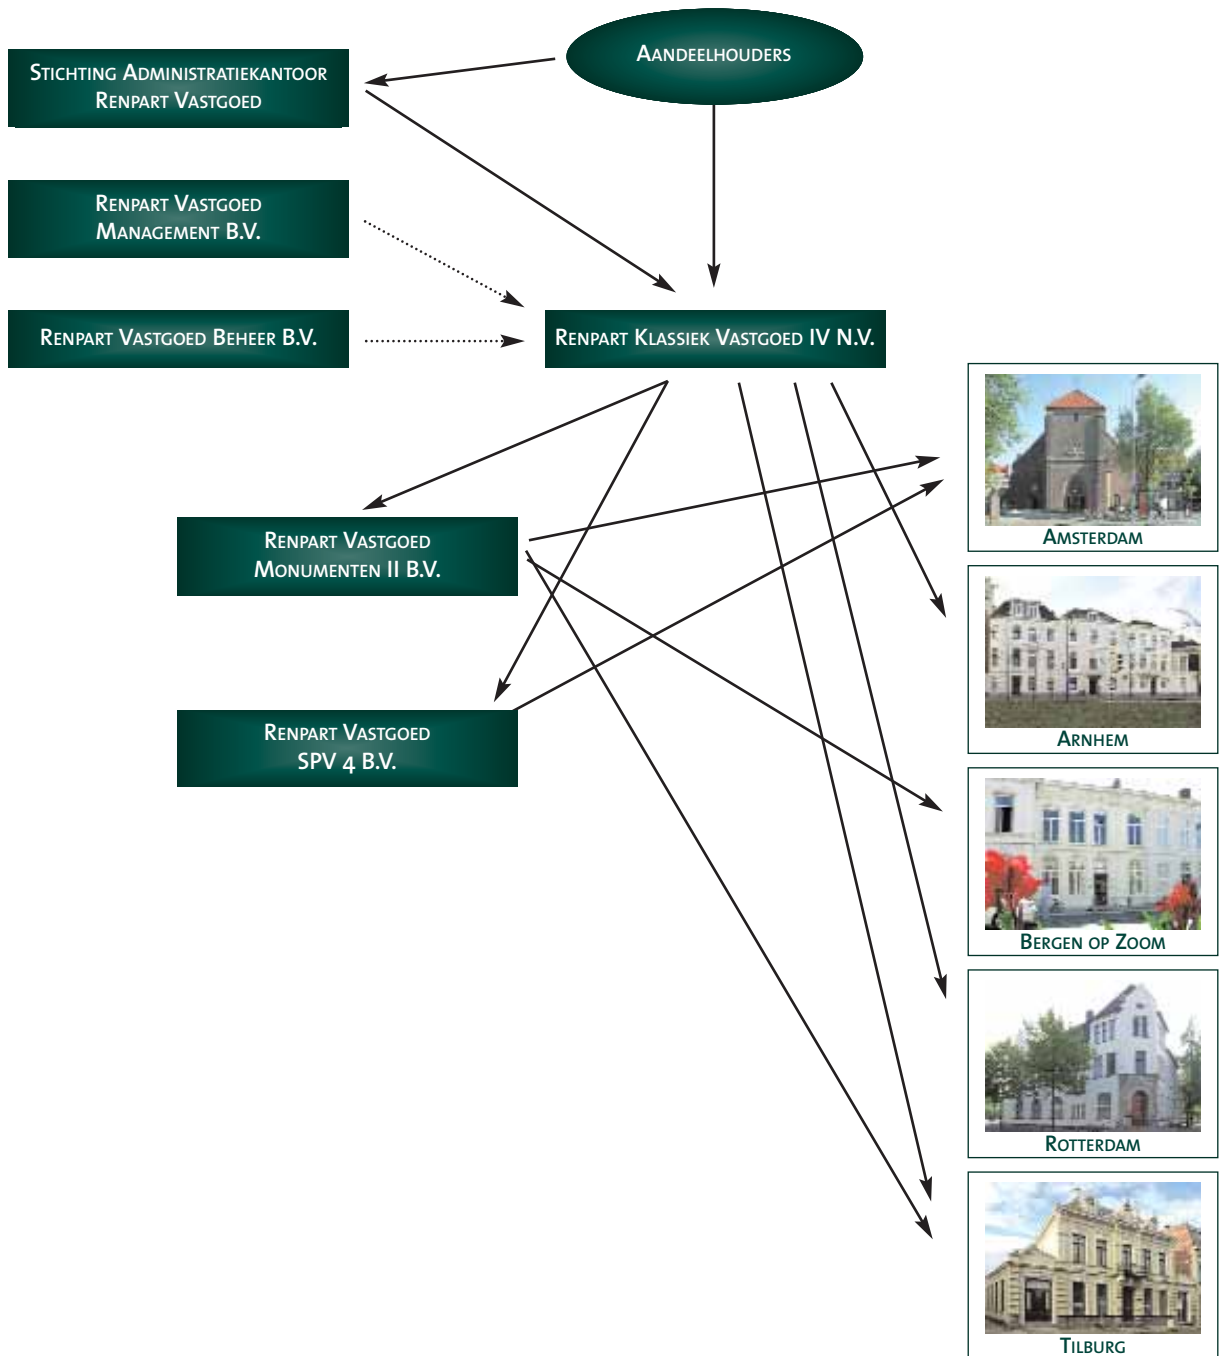 Aandeelhouders
Stichting Administratiekantoor
Renpart Vastgoed
Renpart Vastgoed
Management B.V.
Renpart Vastgoed Beheer B.V.
Renpart Klassiek Vastgoed IV N.V.
Renpart Vastgoed
Monumenten II B.V.
Renpart Vastgoed
SPV 4 B.V.
Amsterdam
Arnhem
Bergen op Zoom
Rotterdam
Tilburg